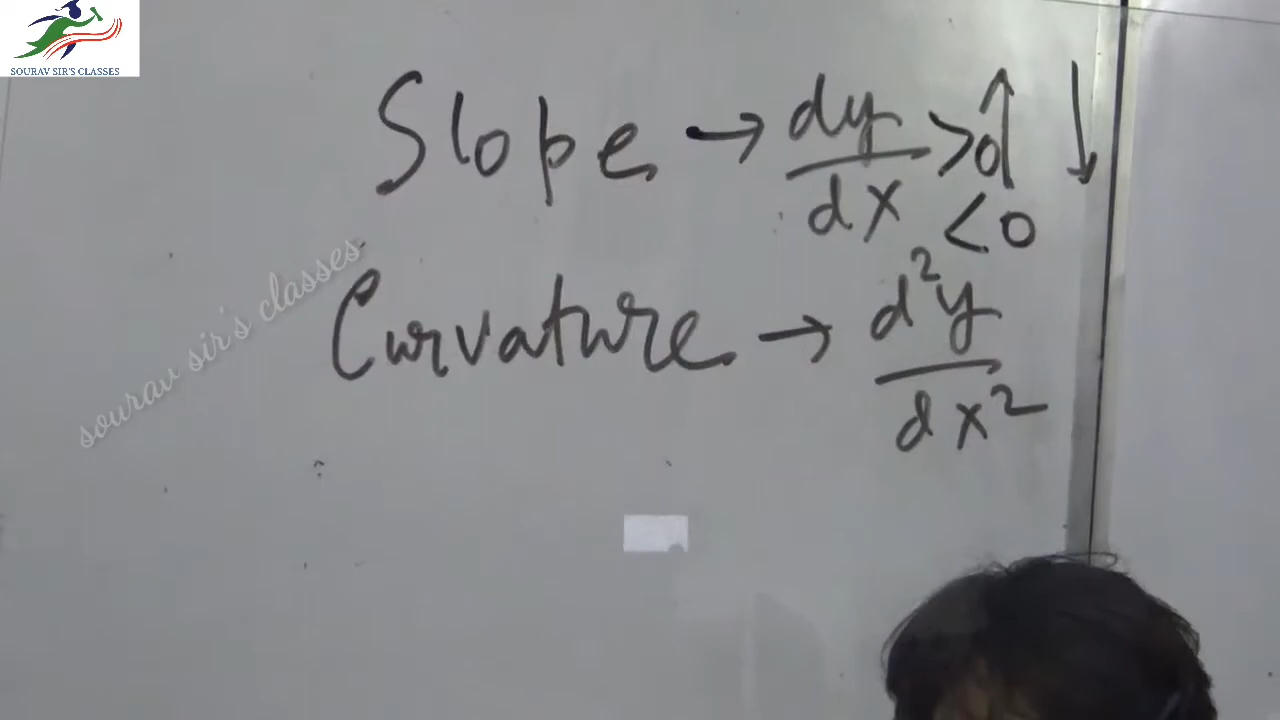 SOURAV SIR'S CLASSES
Slope → dy/dx >0 ↑ ↓
<0
Curvature → d²y/dx²
sourav sir's classes